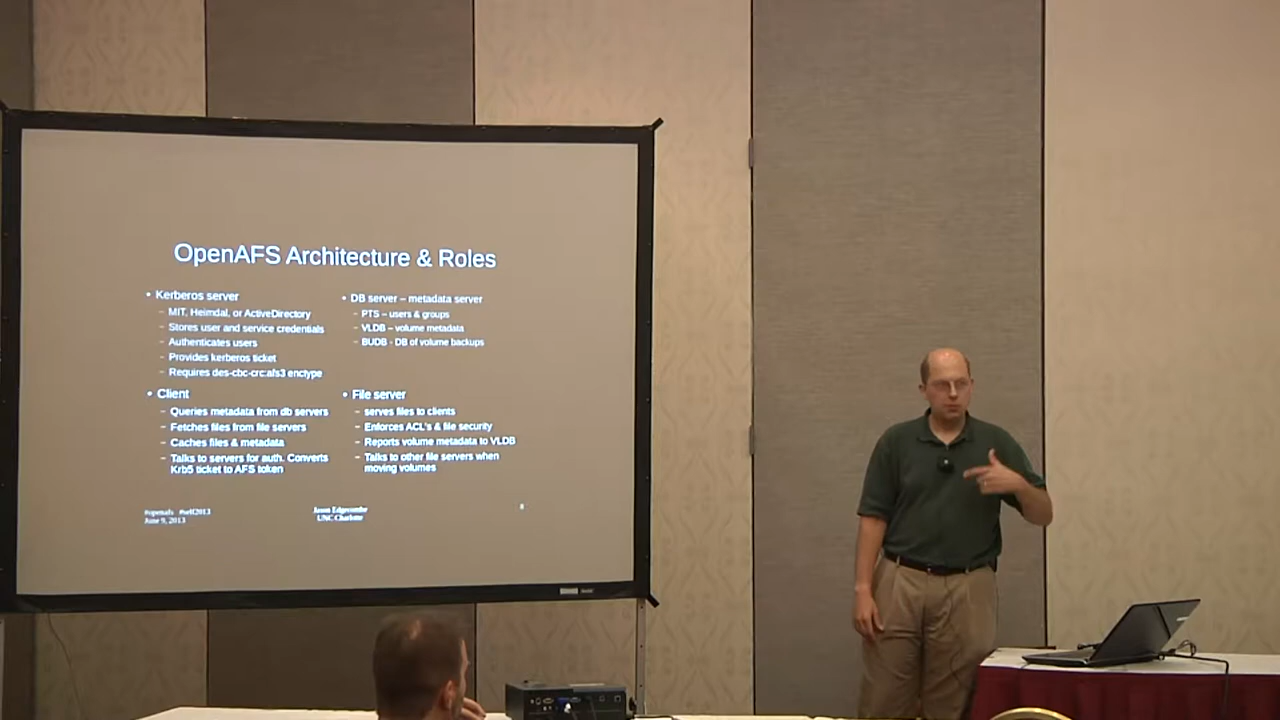 OpenAFS Architecture & Roles
• Kerberos server
– MIT, Heimdal, or ActiveDirectory
– Stores user and service credentials
– Authenticates users
– Provides kerberos ticket
– Requires des-cbc-crc:afs3 enctype
• Client
– Queries metadata from db servers
– Fetches files from file servers
– Caches files & metadata
– Talks to servers for auth. Converts
Krb5 ticket to AFS token
• DB server – metadata server
– PTS – users & groups
– VLDB – volume metadata
– BUDB - DB of volume backups
• File server
– serves files to clients
– Enforces ACL's & file security
– Reports volume metadata to VLDB
– Talks to other file servers when
moving volumes
#openafs #self2013
June 9, 2013
Jason Edgecombe
UNC Charlotte